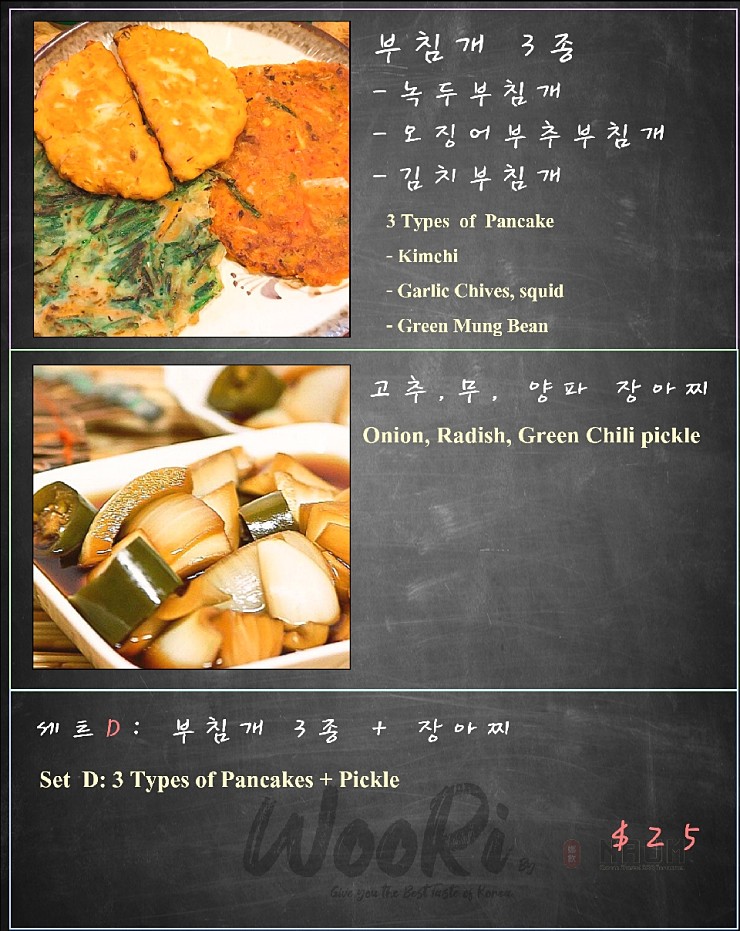 부침개 3종
- 녹두부침개
- 오징어부추부침개
- 김치부침개
3 Types of Pancake
- Kimchi
- Garlic Chives, squid
- Green Mung Bean
고추, 무, 양파 장아찌
Onion, Radish, Green Chili pickle
세트D: 부침개 3종 + 장아찌
Set D: 3 Types of Pancakes + Pickle
$25
WooRi By
Give you the Best taste of Korea